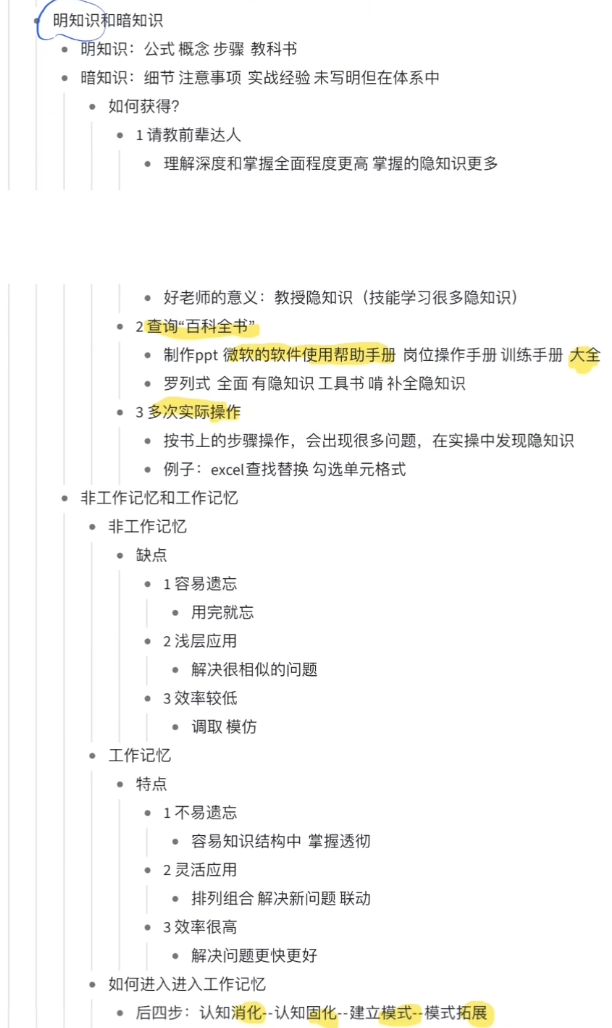 明知识和暗知识
明知识：公式 概念 步骤 教科书
暗知识：细节 注意事项 实战经验 未写明但在体系中
如何获得？
1 请教前辈达人
理解深度和掌握全面程度更高 掌握的隐知识更多
好老师的意义：教授隐知识（技能学习很多隐知识）
2 查询“百科全书”
制作ppt 微软的软件使用帮助手册 岗位操作手册 训练手册 大全
罗列式 全面 有隐知识 工具书 啃 补全隐知识
3 多次实际操作
按书上的步骤操作，会出现很多问题，在实操中发现隐知识
例子：excel查找替换 勾选单元格式
非工作记忆和工作记忆
非工作记忆
缺点
1 容易遗忘
用完就忘
2 浅层应用
解决很相似的问题
3 效率较低
调取 模仿
工作记忆
特点
1 不易遗忘
容易知识结构中 掌握透彻
2 灵活应用
排列组合 解决新问题 联动
3 效率很高
解决问题更快更好
如何进入进入工作记忆
后四步：认知消化--认知固化--建立模式--模式拓展